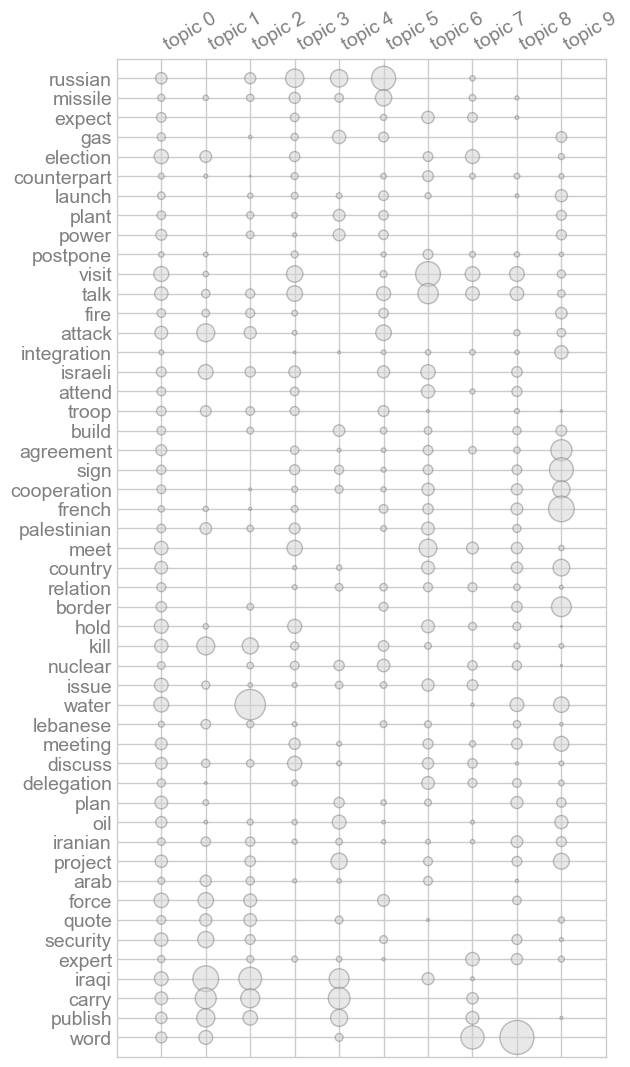 topic 0 topic 1 topic 2 topic 3 topic 4 topic 5 topic 6 topic 7 topic 8 topic 9
russian
missile
expect
gas
election
counterpart
launch
plant
power
postpone
visit
talk
fire
attack
integration
israeli
attend
troop
build
agreement
sign
cooperation
french
palestinian
meet
country
relation
border
hold
kill
nuclear
issue
water
lebanese
meeting
discuss
delegation
plan
oil
iranian
project
arab
force
quote
security
expert
iraqi
carry
publish
word